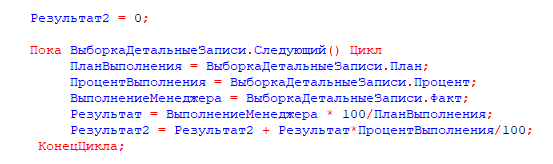 Результат2 = 0;
Пока ВыборкаДетальныеЗаписи.Следующий() Цикл
ПланВыполнения = ВыборкаДетальныеЗаписи.План;
ПроцентВыполнения = ВыборкаДетальныеЗаписи.Процент;
ВыполнениеМенеджера = ВыборкаДетальныеЗаписи.Факт;
Результат = ВыполнениеМенеджера * 100/ПланВыполнения;
Результат2 = Результат2 + Результат*ПроцентВыполнения/100;
КонецЦикла;